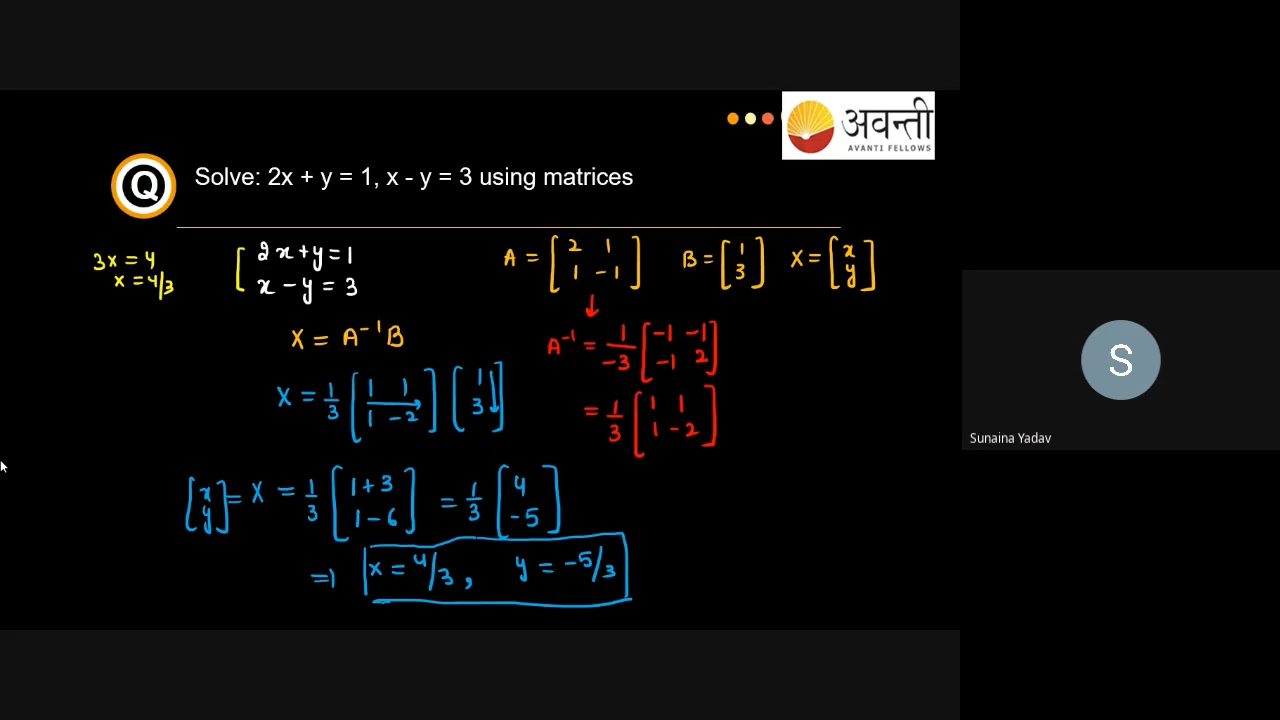 अवन्ती
AVANTI FELLOWS
Q
Solve: 2x + y = 1, x - y = 3 using matrices
3x = 4
x = 4/3
2x + y = 1
x - y = 3
A = [2 1
1 -1]
B = [1
3]
X = [x
y]
X = A⁻¹B
A⁻¹ = 1/-3 [-1 -1
-1 2]
= 1/3 [1 1
1 -2]
X = 1/3 [1 1
1 -2] [1
3]
[x
y] = X = 1/3 [1+3
1-6] = 1/3 [4
-5]
⇒ x = 4/3, y = -5/3
S
Sunaina Yadav